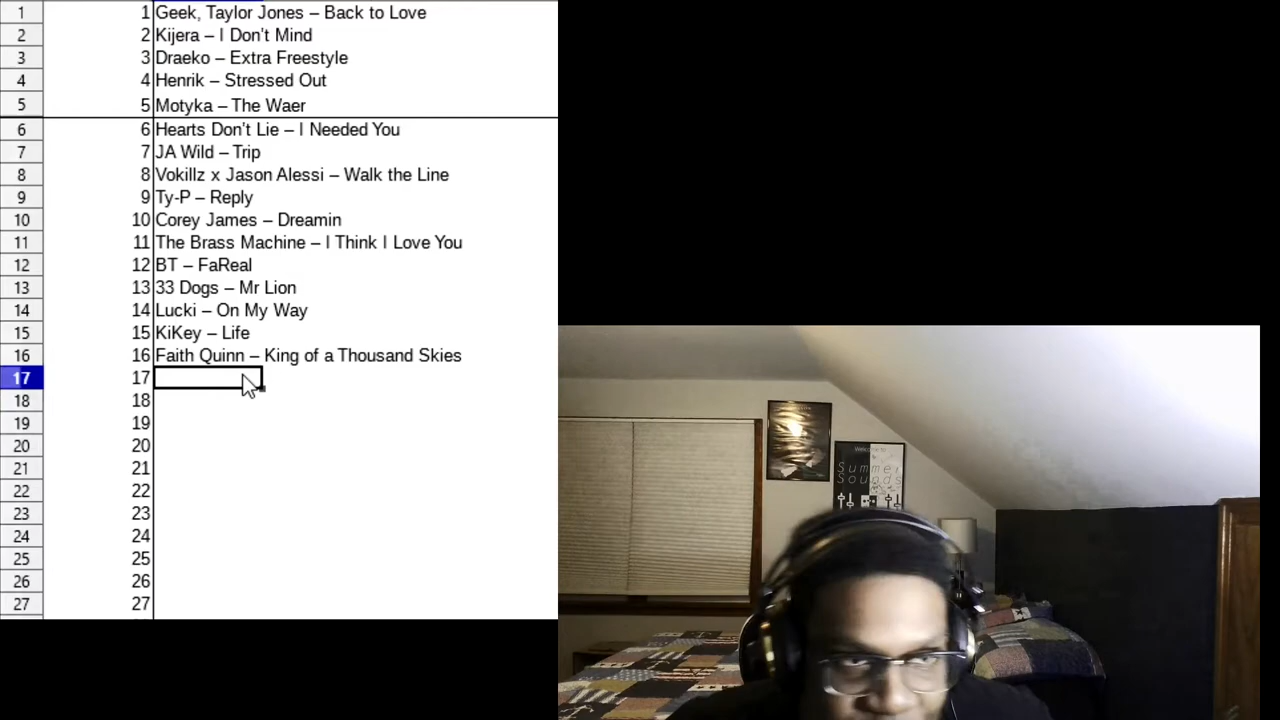 1 1 Geek, Taylor Jones – Back to Love
2 2 Kijera – I Don’t Mind
3 3 Draeko – Extra Freestyle
4 4 Henrik – Stressed Out
5 5 Motyka – The Waer
6 6 Hearts Don’t Lie – I Needed You
7 7 JA Wild – Trip
8 8 Vokillz x Jason Alessi – Walk the Line
9 9 Ty-P – Reply
10 10 Corey James – Dreamin
11 11 The Brass Machine – I Think I Love You
12 12 BT – FaReal
13 13 33 Dogs – Mr Lion
14 14 Lucki – On My Way
15 15 KiKey – Life
16 16 Faith Quinn – King of a Thousand Skies
17 17
18 18
19 19
20 20
21 21
22 22
23 23
24 24
25 25
26 26
27 27
Welcome to
Summer
Sounds